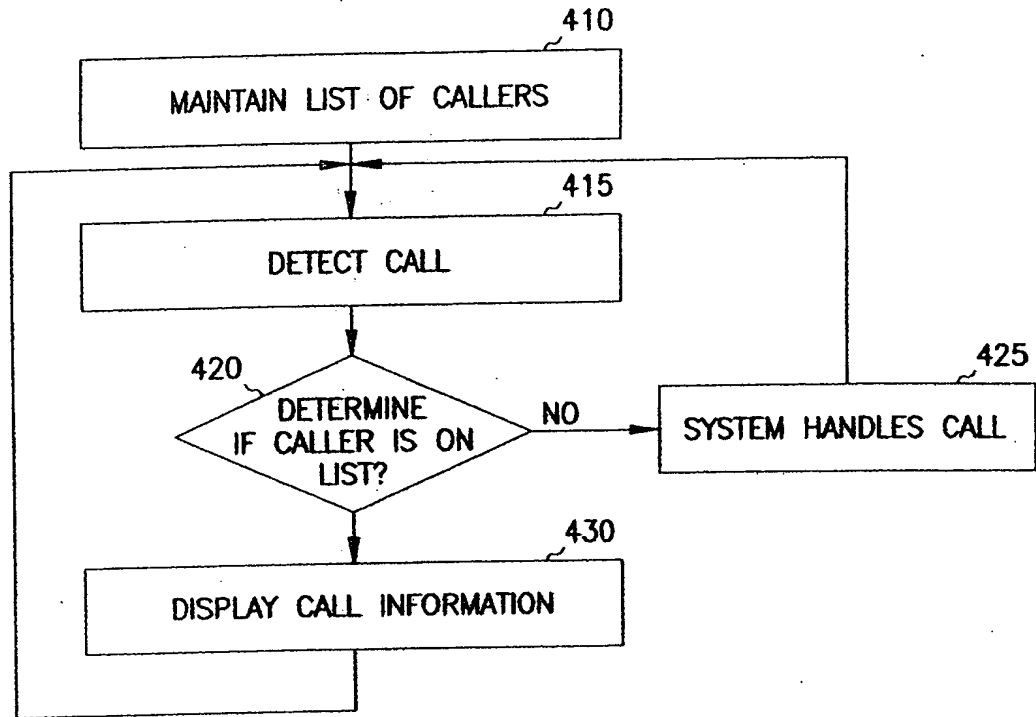 410
MAINTAIN LIST OF CALLERS
415
DETECT CALL
420
DETERMINE
IF CALLER IS ON
LIST?
NO
425
SYSTEM HANDLES CALL
430
DISPLAY CALL INFORMATION